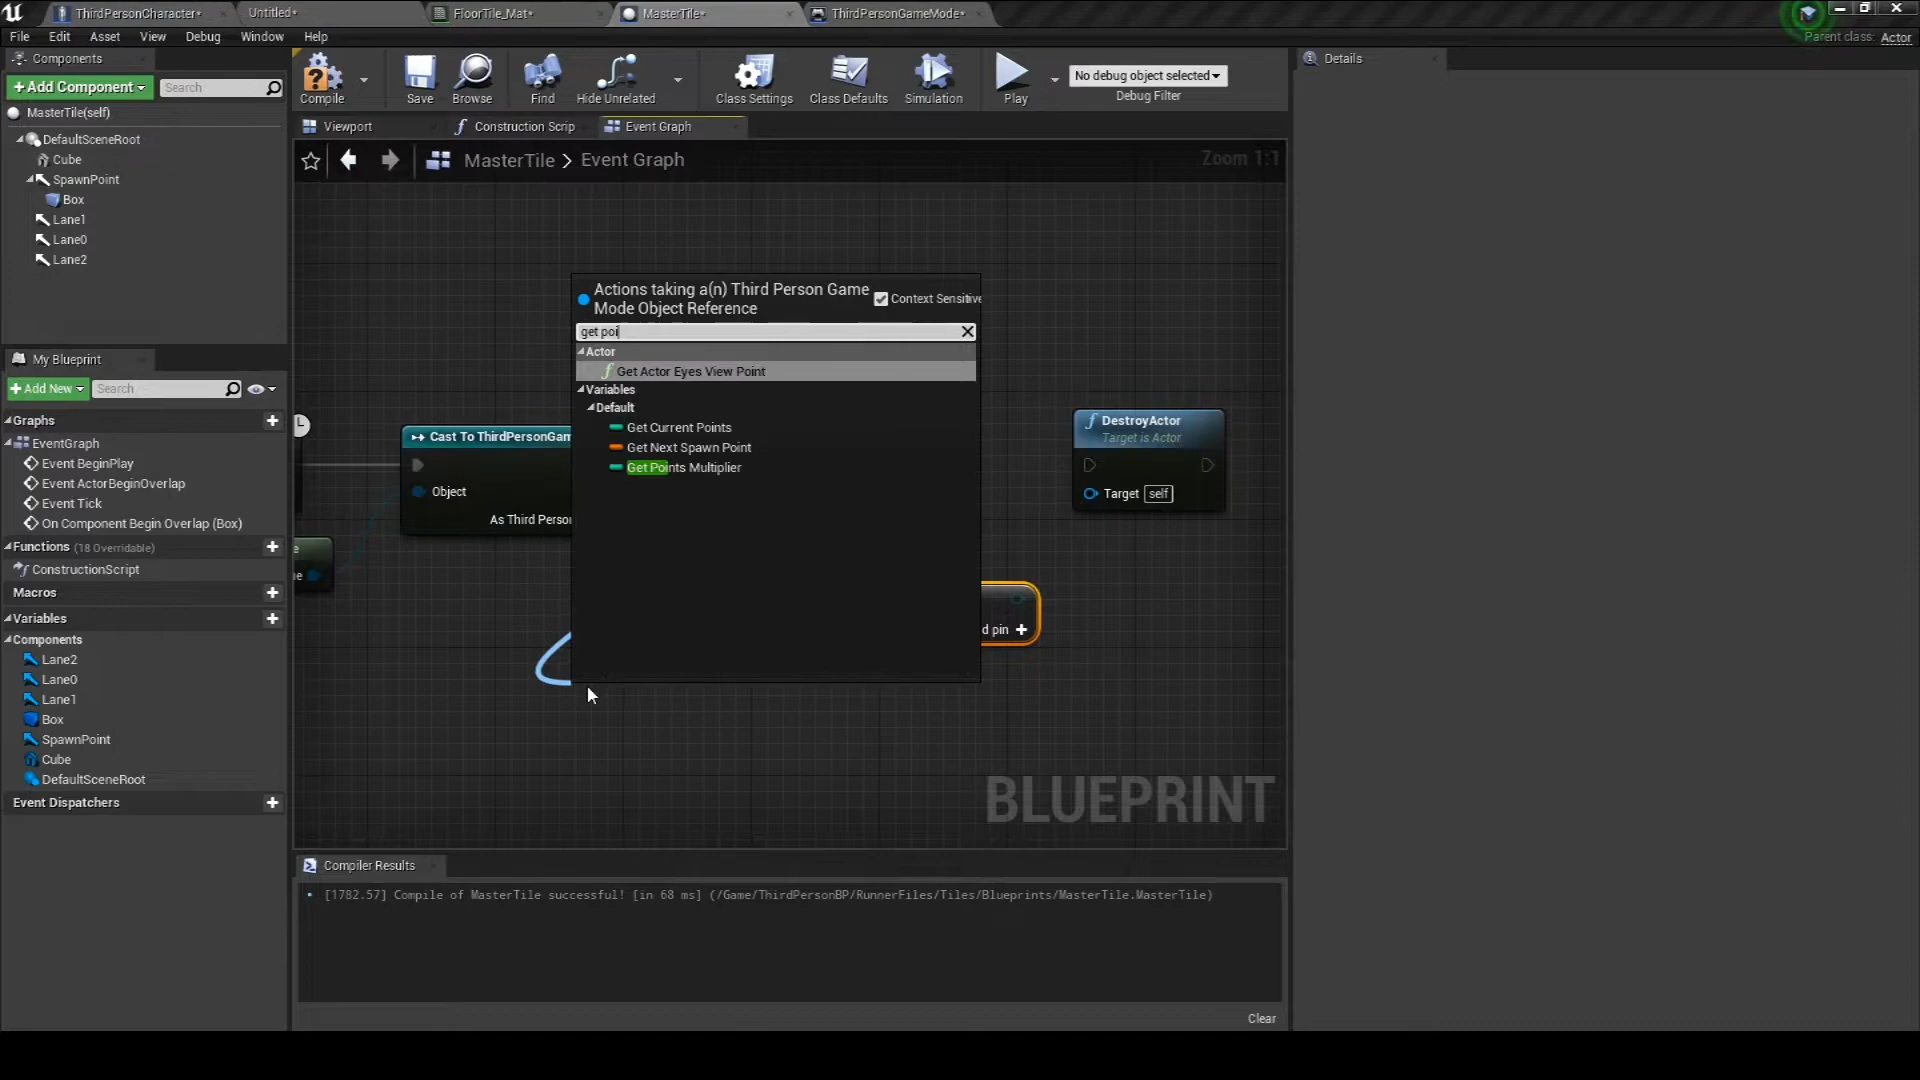 ThirdPersonCharacter*
Untitled*
FloorTile_Mat*
MasterTile*
ThirdPersonGameMode*
File Edit Asset View Debug Window Help
Parent class: Actor
Components
+Add Component
Search
MasterTile(self)
DefaultSceneRoot
Cube
SpawnPoint
Box
Lane1
Lane0
Lane2
Compile
Save
Browse
Find
Hide Unrelated
Class Settings
Class Defaults
Simulation
Play
No debug object selected
Debug Filter
Details
Viewport
Construction Scrip
Event Graph
MasterTile > Event Graph
Zoom 1:1
Actions taking a(n) Third Person Game
Mode Object Reference
Context Sensitive
get poi
Actor
Get Actor Eyes View Point
Variables
Default
Get Current Points
Get Next Spawn Point
Get Points Multiplier
Cast To ThirdPersonGam
Object
As Third Person
DestroyActor
Target is Actor
Target self
d pin +
BLUEPRINT
My Blueprint
+Add New
Search
Graphs
EventGraph
Event BeginPlay
Event ActorBeginOverlap
Event Tick
On Component Begin Overlap (Box)
Functions (18 Overridable)
ConstructionScript
Macros
Variables
Components
Lane2
Lane0
Lane1
Box
SpawnPoint
Cube
DefaultSceneRoot
Event Dispatchers
Compiler Results
[1782.57] Compile of MasterTile successful! [in 68 ms] (/Game/ThirdPersonBP/RunnerFiles/Tiles/Blueprints/MasterTile.MasterTile)
Clear